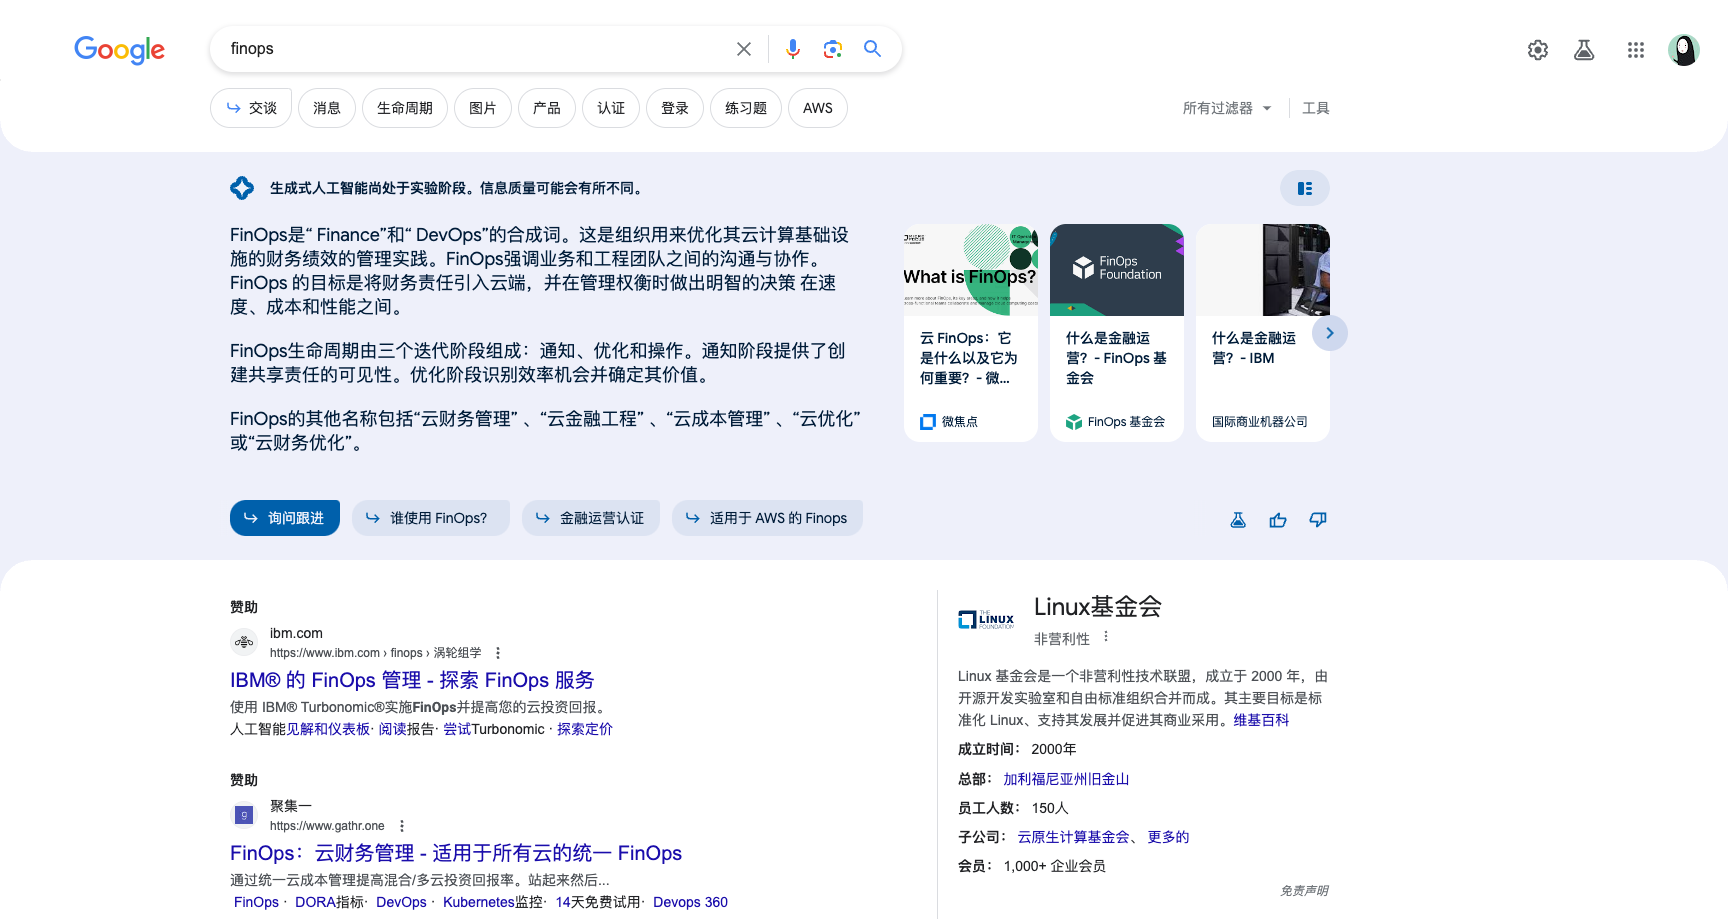 Google
finops
交谈
消息
生命周期
图片
产品
认证
登录
练习题
AWS
所有过滤器
工具
生成式人工智能尚处于实验阶段。信息质量可能会有所不同。
FinOps是“ Finance”和“ DevOps”的合成词。这是组织用来优化其云计算基础设
施的财务绩效的管理实践。FinOps强调业务和工程团队之间的沟通与协作。
FinOps 的目标是将财务责任引入云端，并在管理权衡时做出明智的决策 在速
度、成本和性能之间。
FinOps生命周期由三个迭代阶段组成：通知、优化和操作。通知阶段提供了创
建共享责任的可见性。优化阶段识别效率机会并确定其价值。
FinOps的其他名称包括“云财务管理” 、“云金融工程” 、“云成本管理” 、“云优化”
或“云财务优化”。
What is FinOps?
云 FinOps：它
是什么以及它为
何重要？- 微...
微焦点
FinOps
Foundation
什么是金融运
营？- FinOps 基
金会
FinOps 基金会
什么是金融运
营？- IBM
国际商业机器公司
询问跟进
谁使用 FinOps?
金融运营认证
适用于 AWS 的 Finops
赞助
ibm.com
https://www.ibm.com › finops › 涡轮组学
IBM® 的 FinOps 管理 - 探索 FinOps 服务
使用 IBM® Turbonomic®实施FinOps并提高您的云投资回报。
人工智能见解和仪表板· 阅读报告· 尝试Turbonomic · 探索定价
赞助
g
聚集一
https://www.gathr.one
FinOps：云财务管理 - 适用于所有云的统一 FinOps
通过统一云成本管理提高混合/多云投资回报率。站起来然后...
FinOps · DORA指标· DevOps · Kubernetes监控· 14天免费试用· Devops 360
THE
LINUX
FOUNDATION
Linux基金会
非营利性
Linux 基金会是一个非营利性技术联盟，成立于 2000 年，由
开源开发实验室和自由标准组织合并而成。其主要目标是标
准化 Linux、支持其发展并促进其商业采用。维基百科
成立时间： 2000年
总部： 加利福尼亚州旧金山
员工人数： 150人
子公司： 云原生计算基金会、 更多的
会员： 1,000+ 企业会员
免责声明